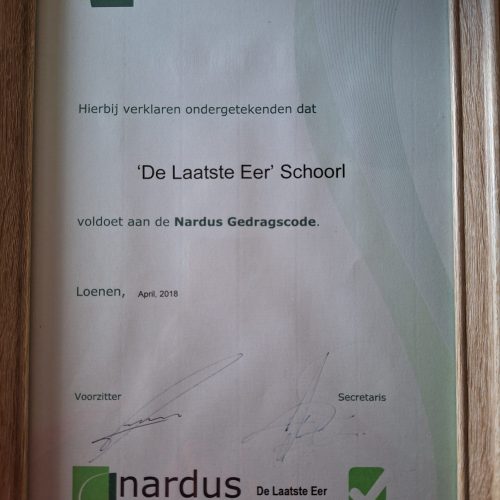 Hierbij verklaren ondergetekenden dat
‘De Laatste Eer’ Schoorl
voldoet aan de Nardus Gedragscode.
Loenen, April, 2018
Voorzitter Secretaris
nardus De Laatste Eer